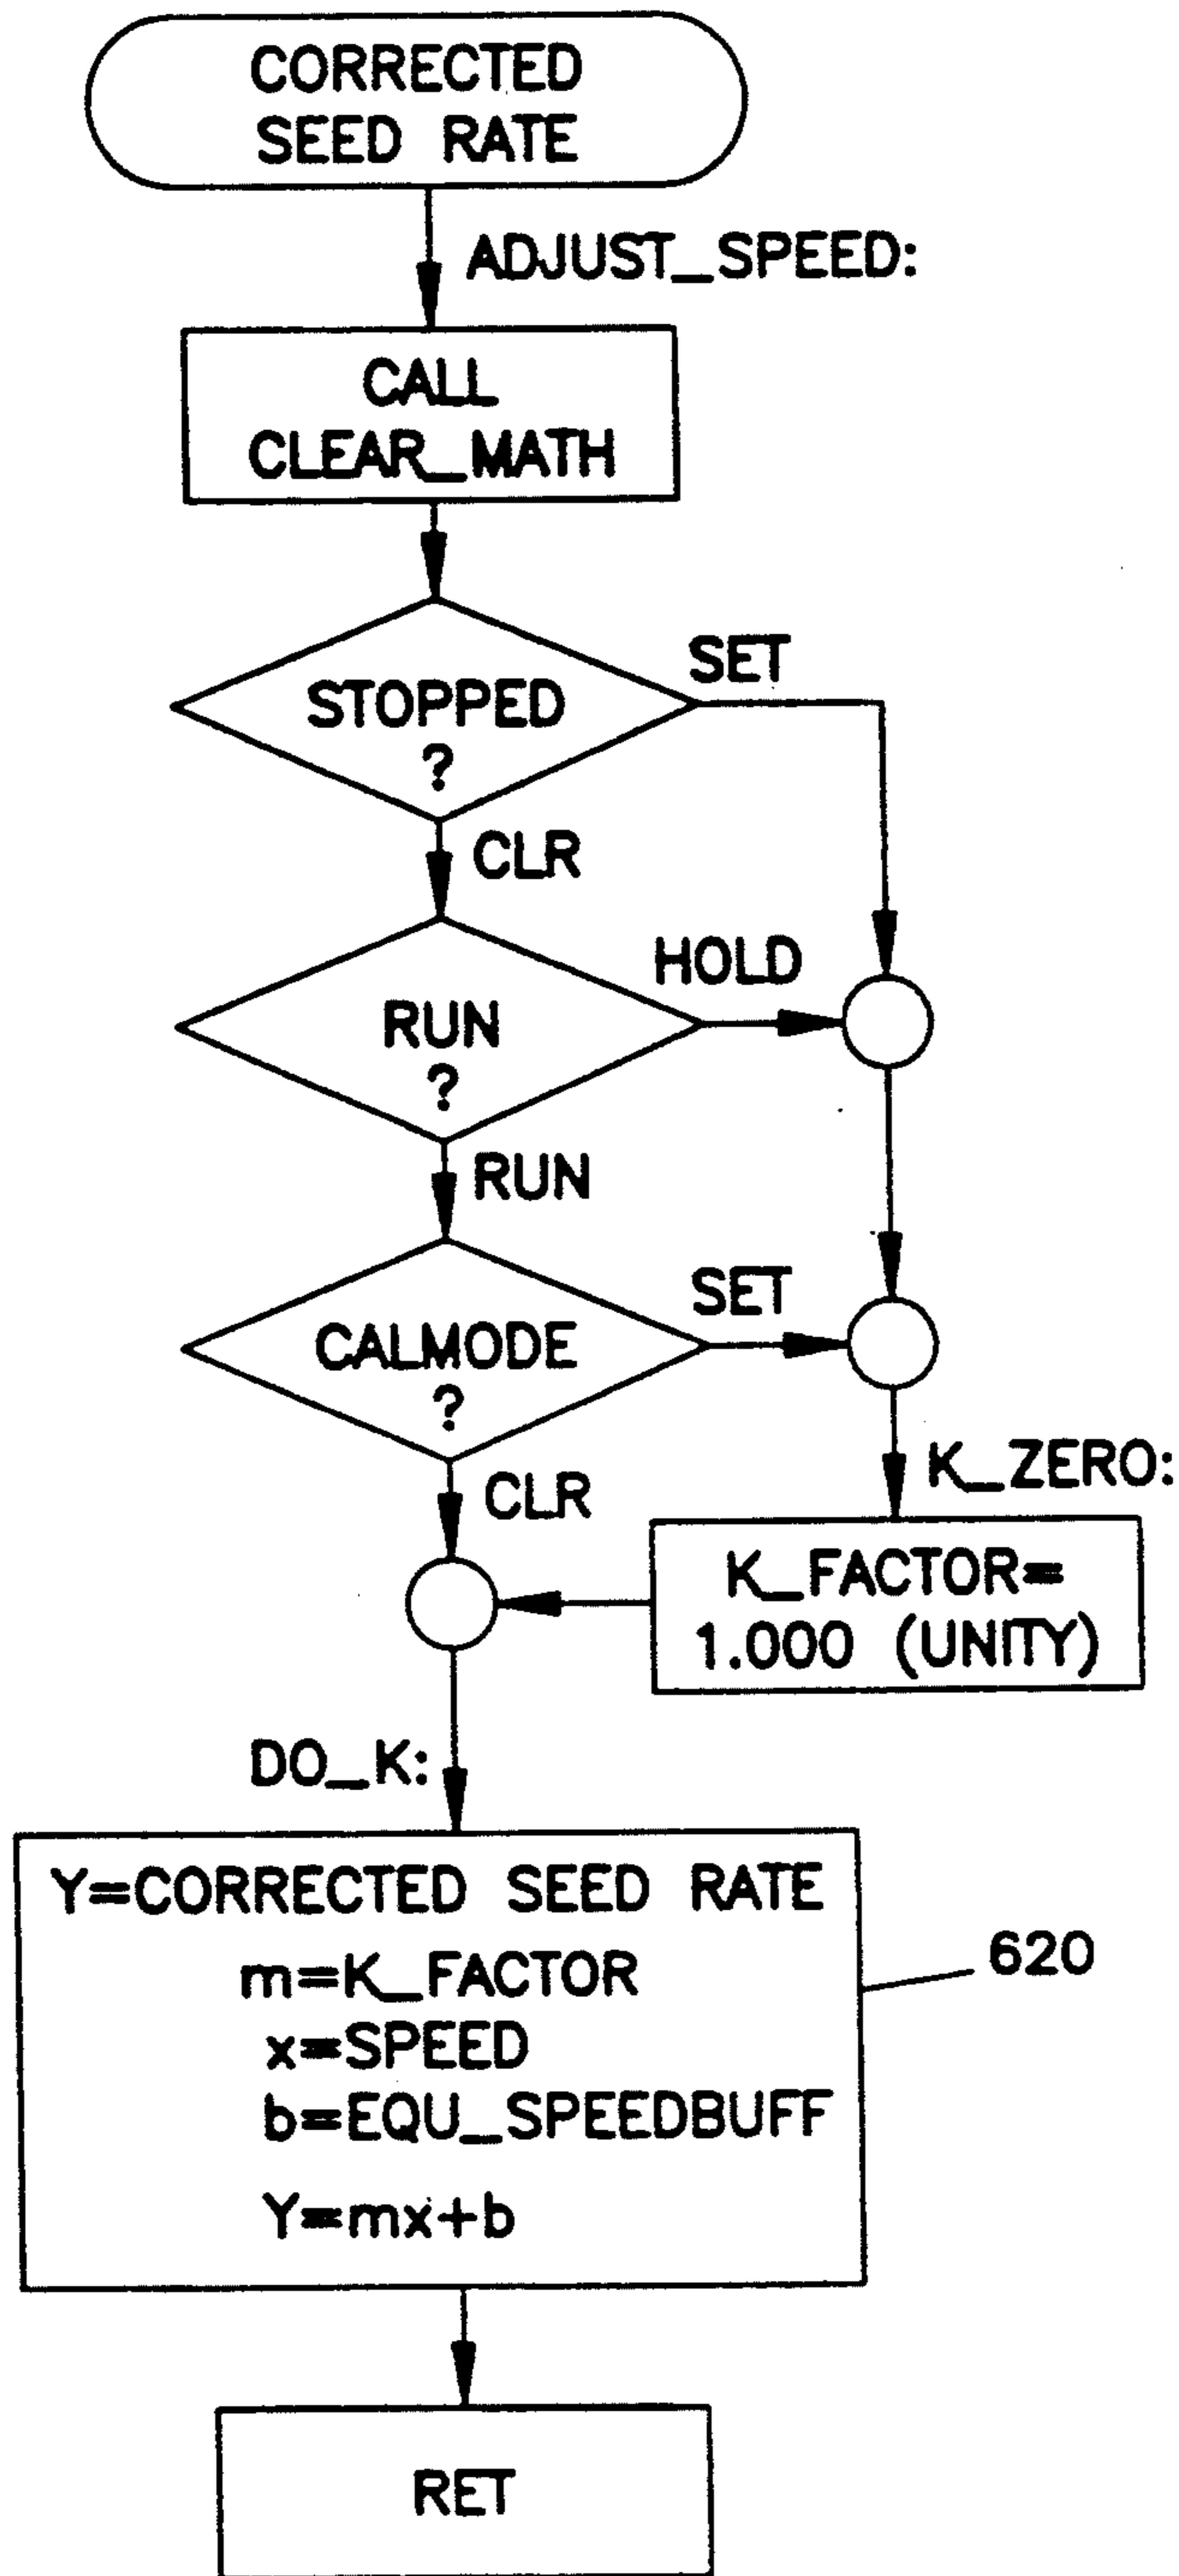 CORRECTED
SEED RATE
ADJUST_SPEED:
CALL
CLEAR_MATH
STOPPED
?
SET
CLR
RUN
?
HOLD
RUN
CALMODE
?
SET
CLR
K_ZERO:
K_FACTOR=
1.000 (UNITY)
DO_K:
Y=CORRECTED SEED RATE
m=K_FACTOR
x=SPEED
b=EQU_SPEEDBUFF
Y=mx+b
620
RET